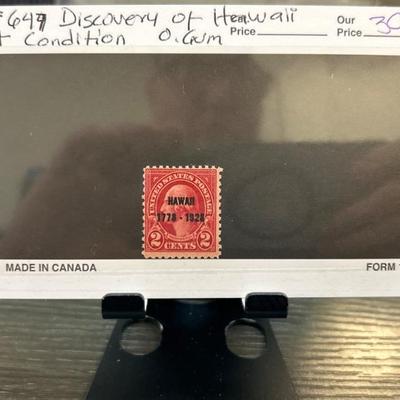 #647 Discovery of Hawaii
Our
Condition O.Gum Price Price 30
UNITED STATES POSTAGE
HAWAII
1778 - 1928
2 CENTS 2
MADE IN CANADA FORM